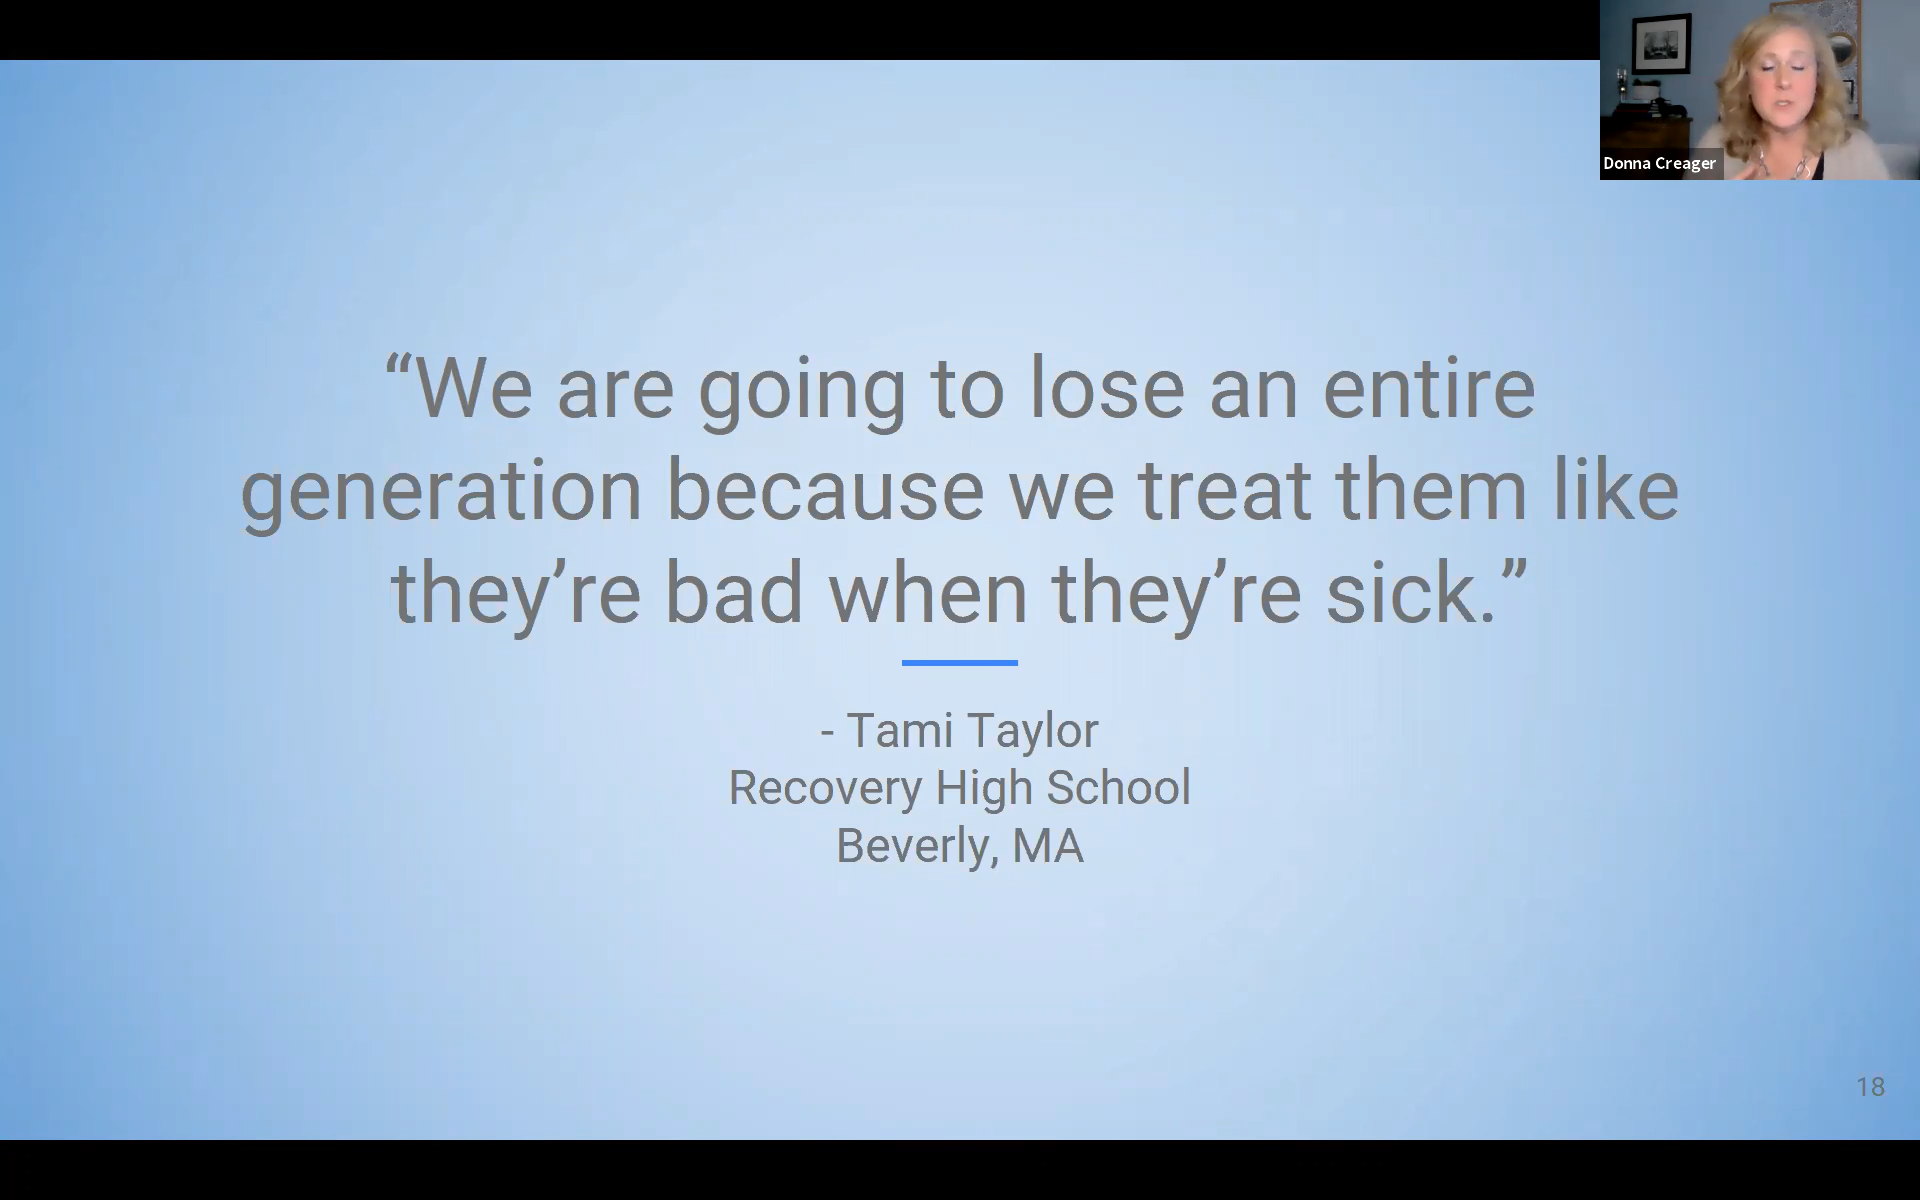 Donna Creager
“We are going to lose an entire
generation because we treat them like
they’re bad when they’re sick.”
- Tami Taylor
Recovery High School
Beverly, MA
18